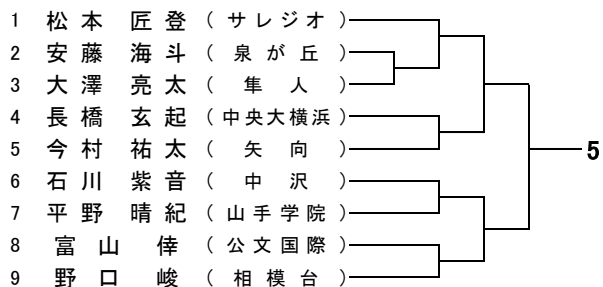 1 松本 匠登 (サレジオ)
2 安藤 海斗 (泉が丘)
3 大澤 亮太 (隼人)
4 長橋 玄起 (中央大横浜)
5 今村 祐太 (矢向)
5
6 石川 紫音 (中沢)
7 平野 晴紀 (山手学院)
8 富山 倖 (公文国際)
9 野口 峻 (相模台)